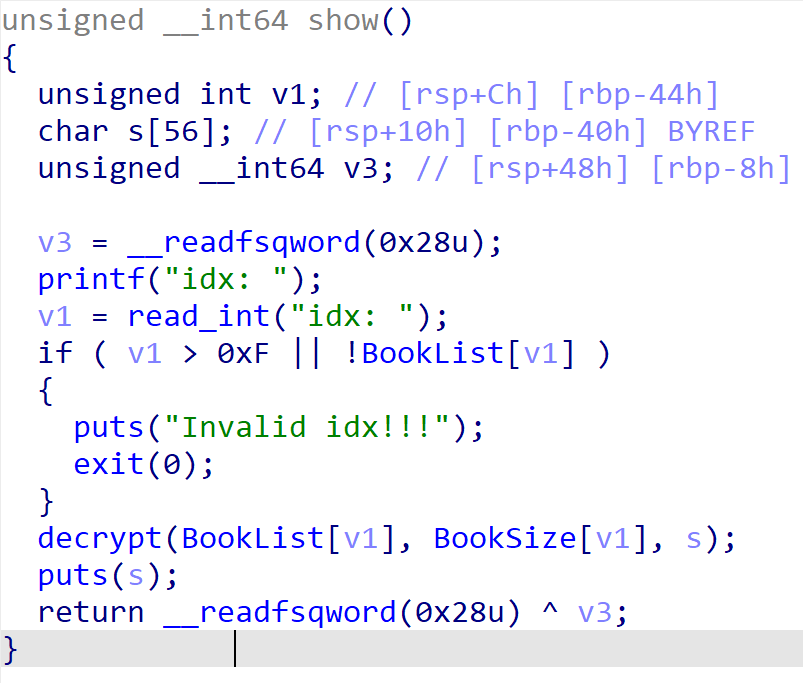 unsigned __int64 show()
{
  unsigned int v1; // [rsp+Ch] [rbp-44h]
  char s[56]; // [rsp+10h] [rbp-40h] BYREF
  unsigned __int64 v3; // [rsp+48h] [rbp-8h]

  v3 = __readfsqword(0x28u);
  printf("idx: ");
  v1 = read_int("idx: ");
  if ( v1 > 0xF || !BookList[v1] )
  {
    puts("Invalid idx!!!");
    exit(0);
  }
  decrypt(BookList[v1], BookSize[v1], s);
  puts(s);
  return __readfsqword(0x28u) ^ v3;
}